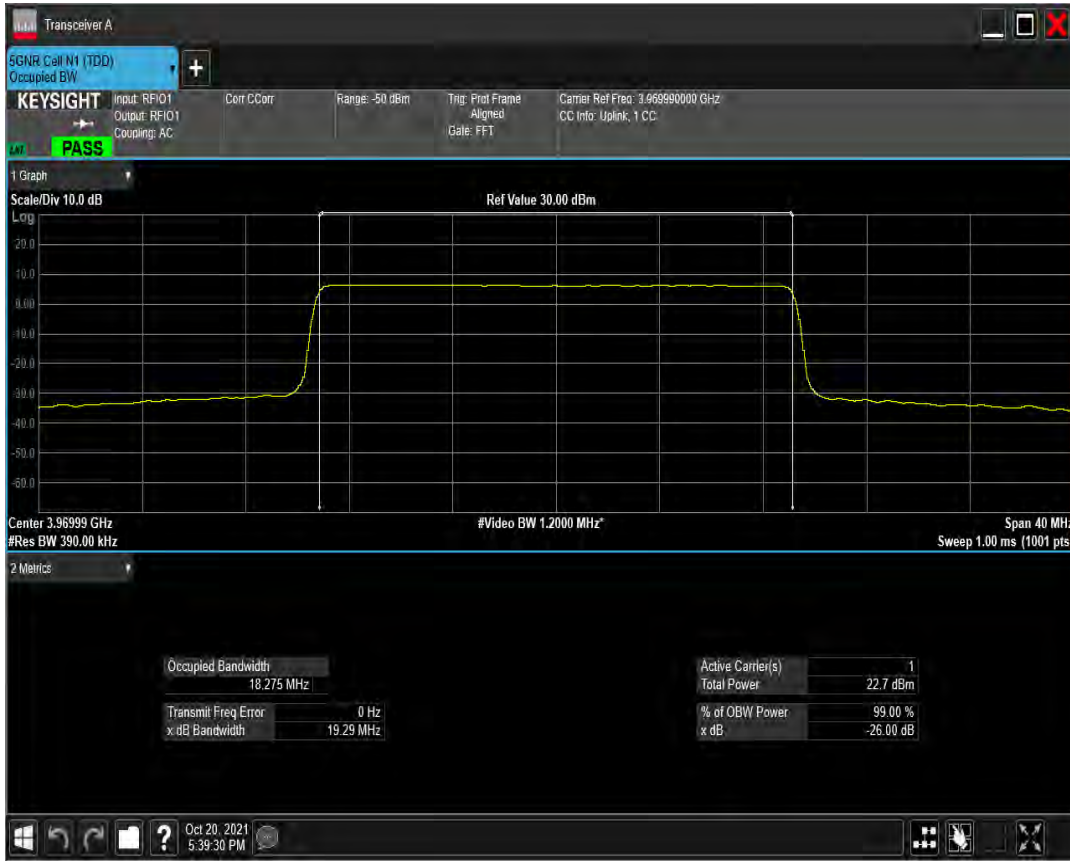 Transceiver A
5GNR Cell N1 (TDD)
Occupied BW
+
KEYSIGHT
PASS
Input: RFIO1
Output: RFIO1
Coupling: AC
Corr CCorr
Range: -50 dBm
Trig: Prot Frame
Aligned
Gate: FFT
Carrier Ref Freq: 3.969990000 GHz
CC Info: Uplink, 1 CC
1 Graph
Scale/Div 10.0 dB
Ref Value 30.00 dBm
Log
20.0
10.0
0.00
-10.0
-20.0
-30.0
-40.0
-50.0
-60.0
Center 3.96999 GHz
#Video BW 1.2000 MHz*
Span 40 MHz
#Res BW 390.00 kHz
Sweep 1.00 ms (1001 pts
2 Metrics
Occupied Bandwidth
18.275 MHz
Transmit Freq Error 0 Hz
x dB Bandwidth 19.29 MHz
Active Carrier(s) 1
Total Power 22.7 dBm
% of OBW Power 99.00 %
x dB -26.00 dB
?
Oct 20, 2021
5:39:30 PM